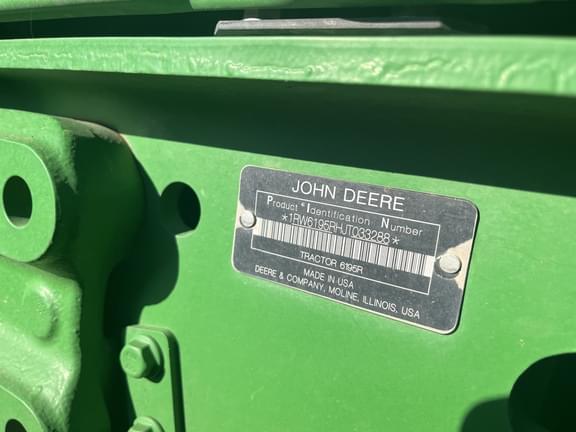 JOHN DEERE
Product *Identification Number
*1RW6195RHJT033288*
TRACTOR 6195R
MADE IN USA
DEERE & COMPANY, MOLINE, ILLINOIS, USA